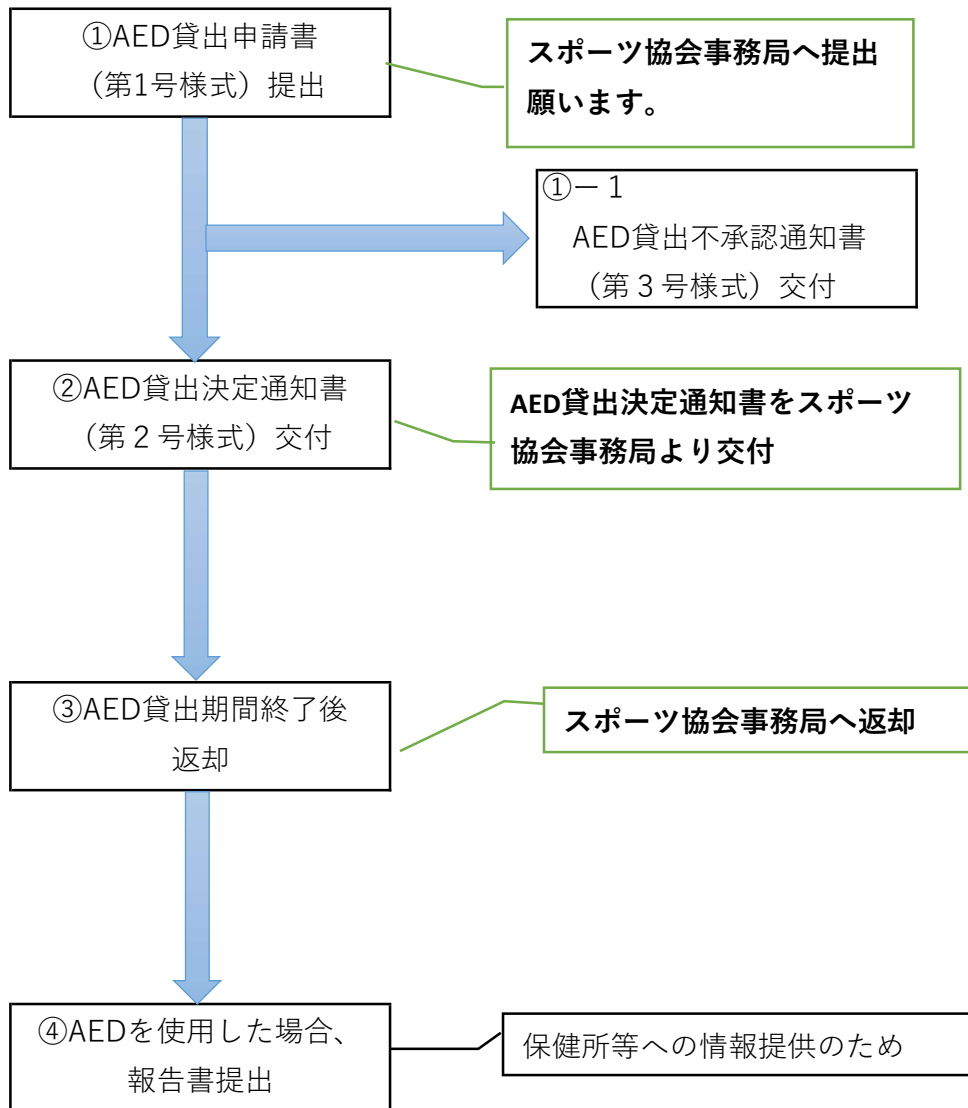 ①AED貸出申請書
（第1号様式）提出
スポーツ協会事務局へ提出
願います。
①－１
AED貸出不承認通知書
（第３号様式）交付
②AED貸出決定通知書
（第２号様式）交付
AED貸出決定通知書をスポーツ
協会事務局より交付
③AED貸出期間終了後
返却
スポーツ協会事務局へ返却
④AEDを使用した場合、
報告書提出
保健所等への情報提供のため